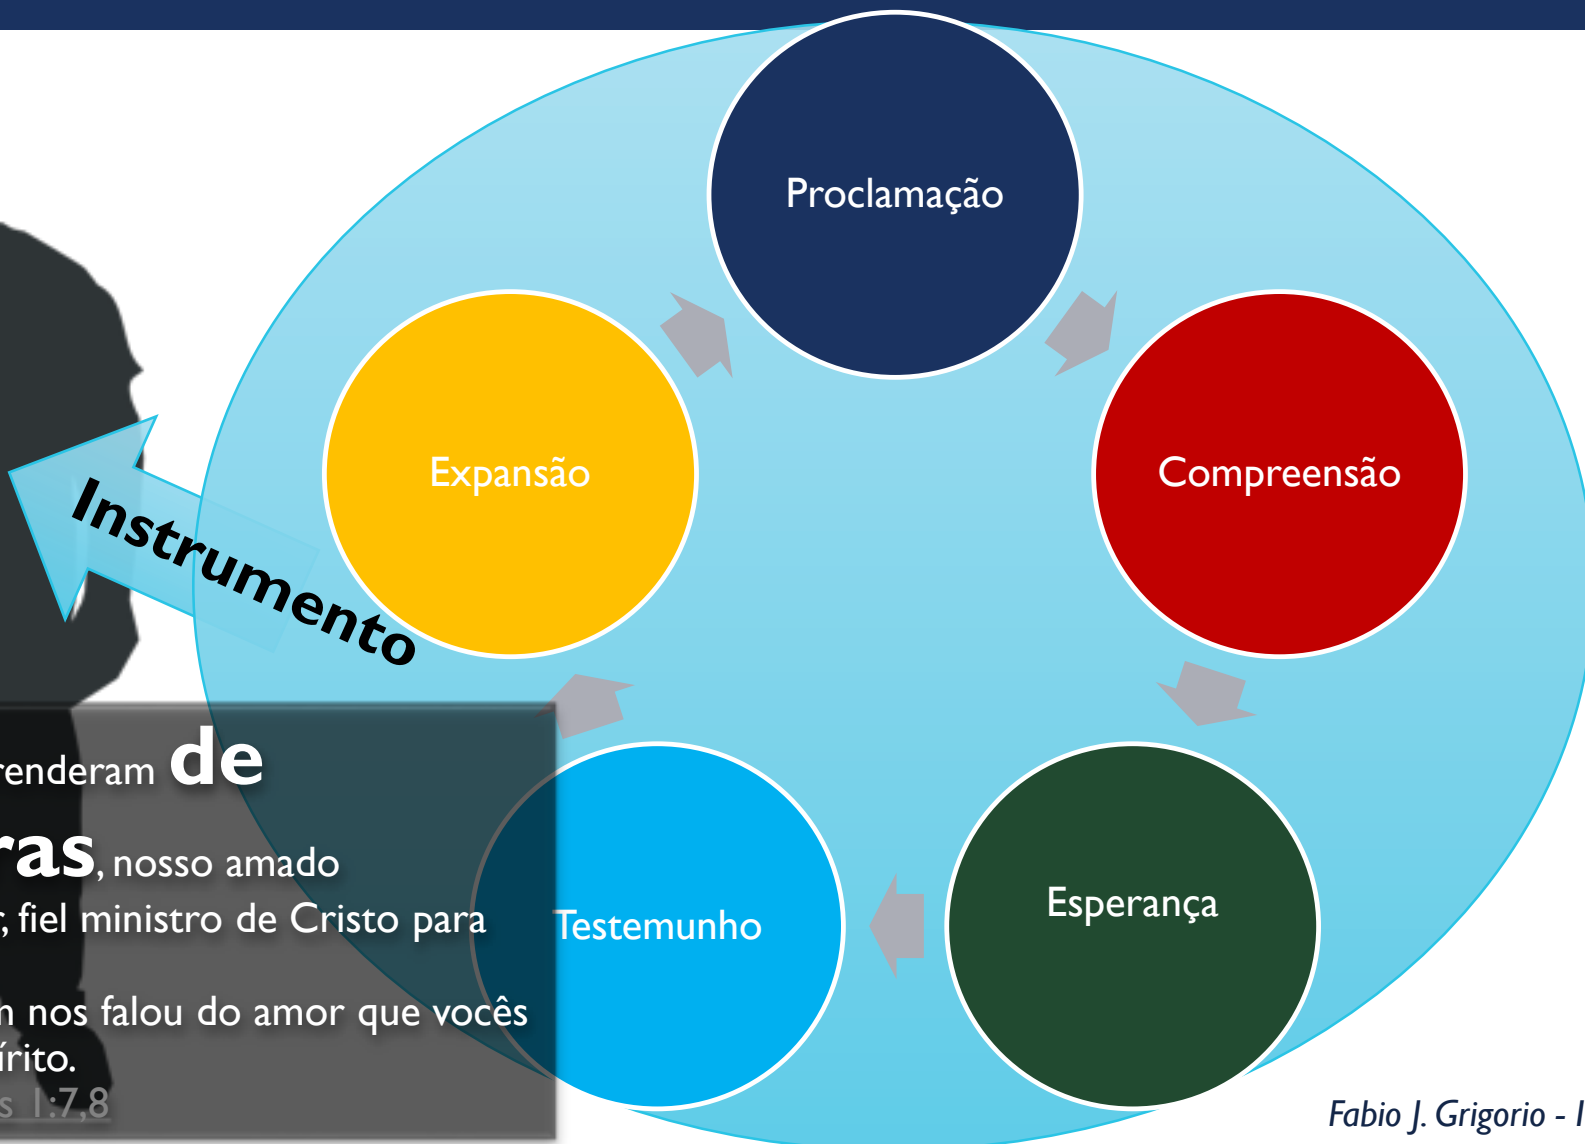 Proclamação
Expansão
Compreensão
Instrumento
Testemunho
Esperança
renderam de
ras, nosso amado
, fiel ministro de Cristo para
nos falou do amor que vocês
írito.
1:7,8
Fabio J. Grigorio -